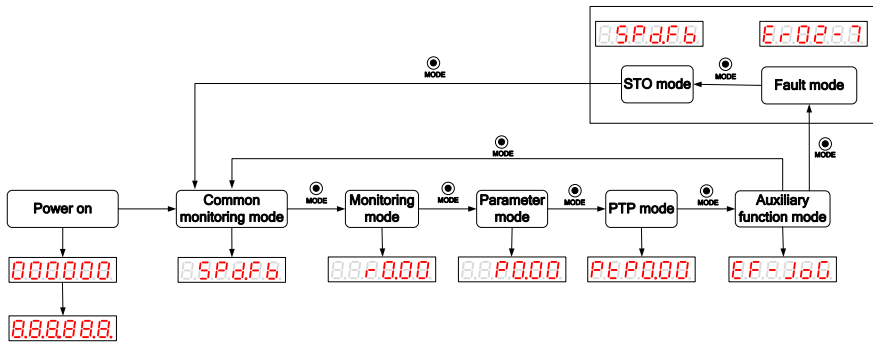 SPd.Fb
Er02-7
MODE
STO mode
MODE
Fault mode
MODE
MODE
Power on
Common
monitoring mode
MODE
Monitoring
mode
MODE
Parameter
mode
MODE
PTP mode
MODE
Auxiliary
function mode
000000
SPd.Fb
r0.00
P0.00
PtP0.00
EF-JoG
8.8.8.8.8.8.